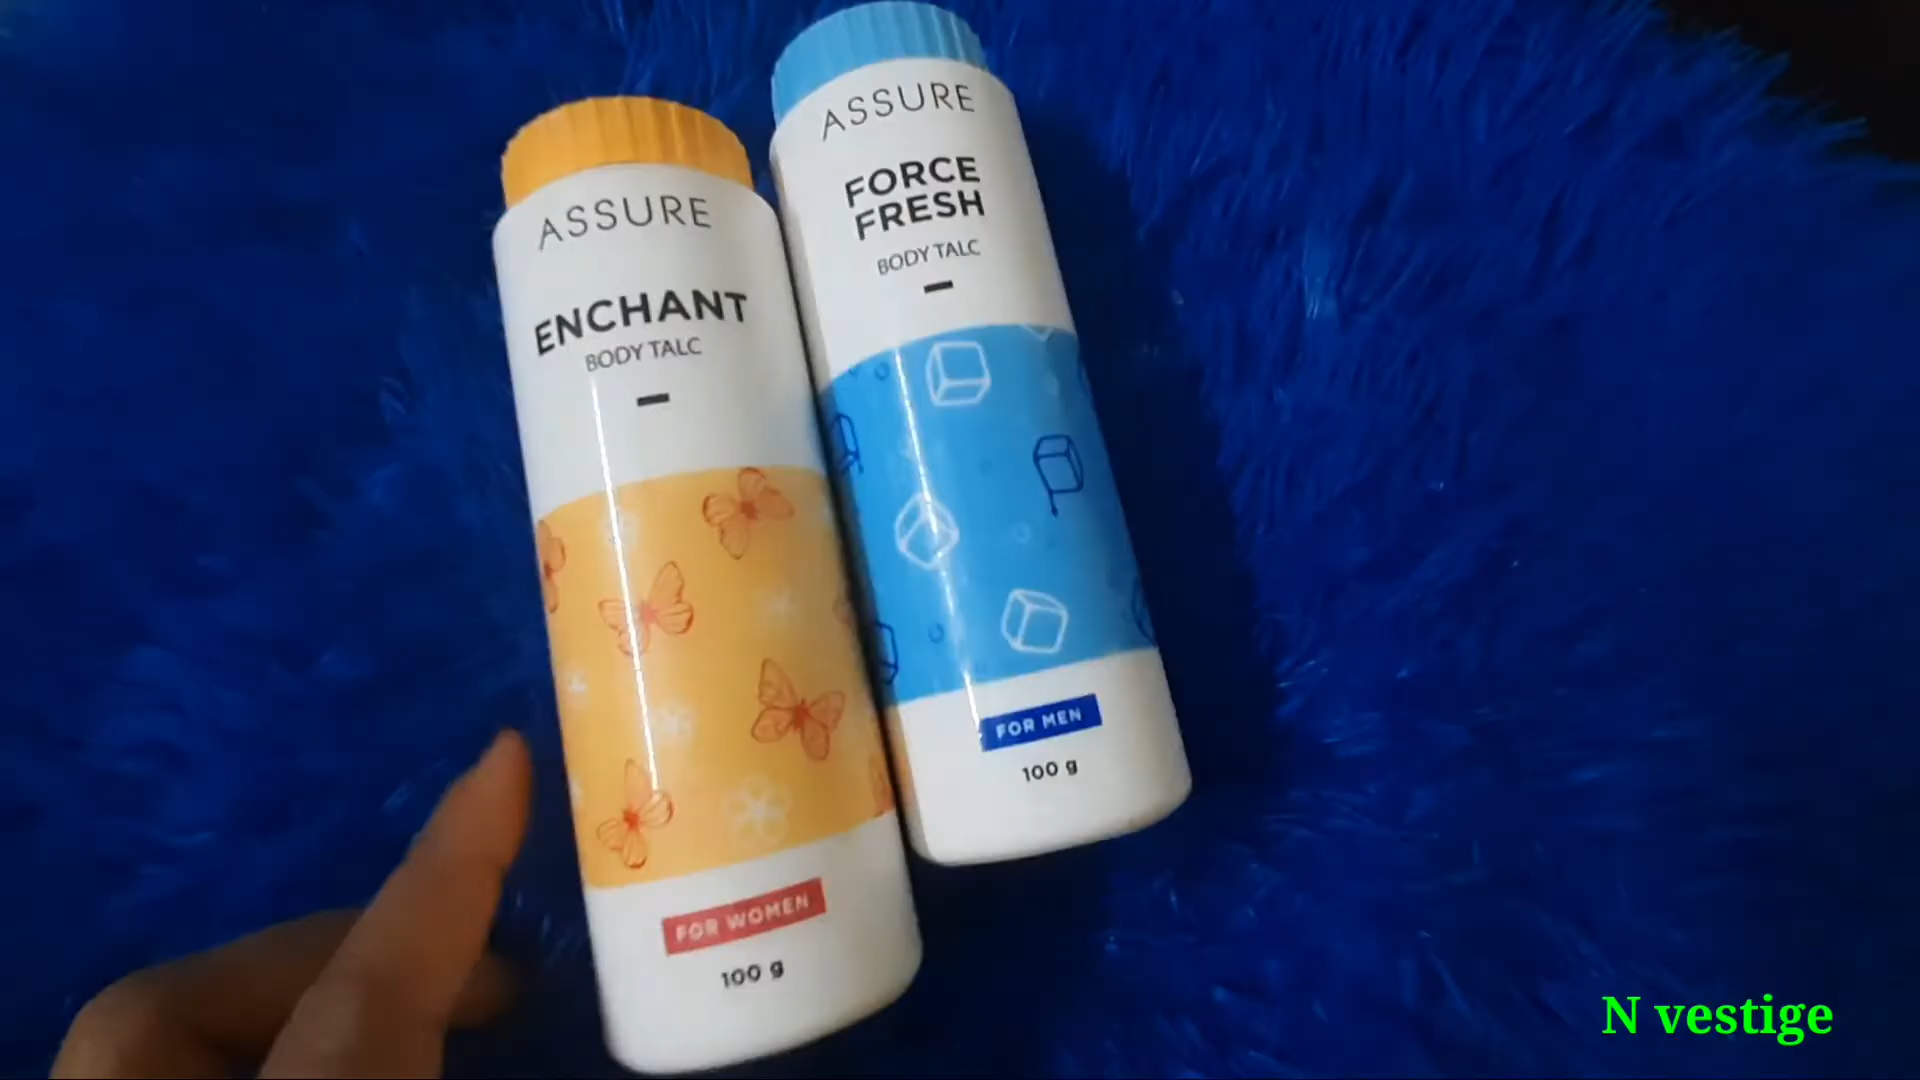 ASSURE
ENCHANT
BODY TALC
FOR WOMEN
100 g
ASSURE
FORCE
FRESH
BODY TALC
FOR MEN
100 g
N vestige